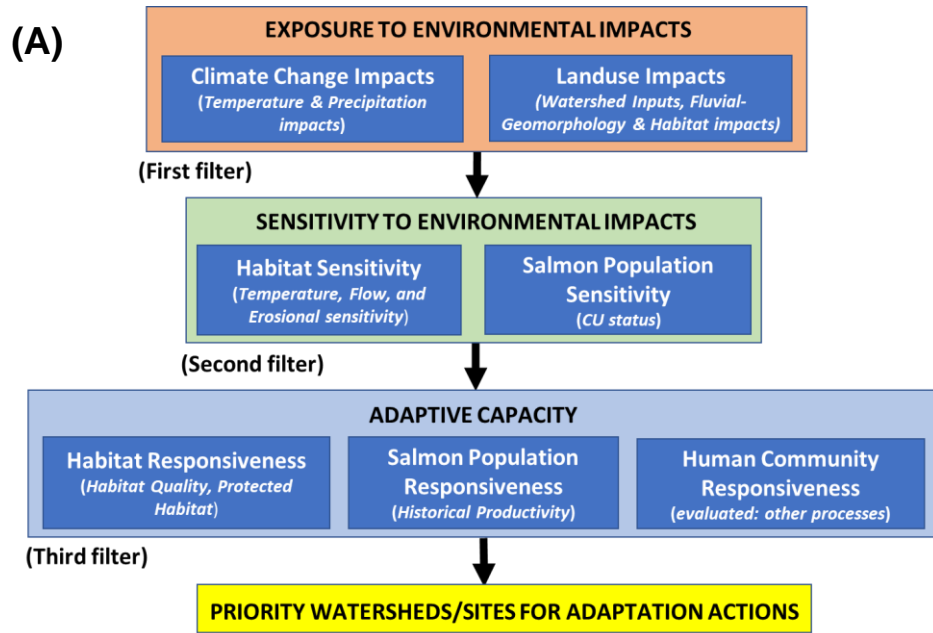 (A)
EXPOSURE TO ENVIRONMENTAL IMPACTS
Climate Change Impacts
(Temperature & Precipitation
impacts)
Landuse Impacts
(Watershed Inputs, Fluvial-
Geomorphology & Habitat impacts)
(First filter)
SENSITIVITY TO ENVIRONMENTAL IMPACTS
Habitat Sensitivity
(Temperature, Flow, and
Erosional sensitivity)
Salmon Population
Sensitivity
(CU status)
(Second filter)
ADAPTIVE CAPACITY
Habitat Responsiveness
(Habitat Quality, Protected
Habitat)
Salmon Population
Responsiveness
(Historical Productivity)
Human Community
Responsiveness
(evaluated: other processes)
(Third filter)
PRIORITY WATERSHEDS/SITES FOR ADAPTATION ACTIONS